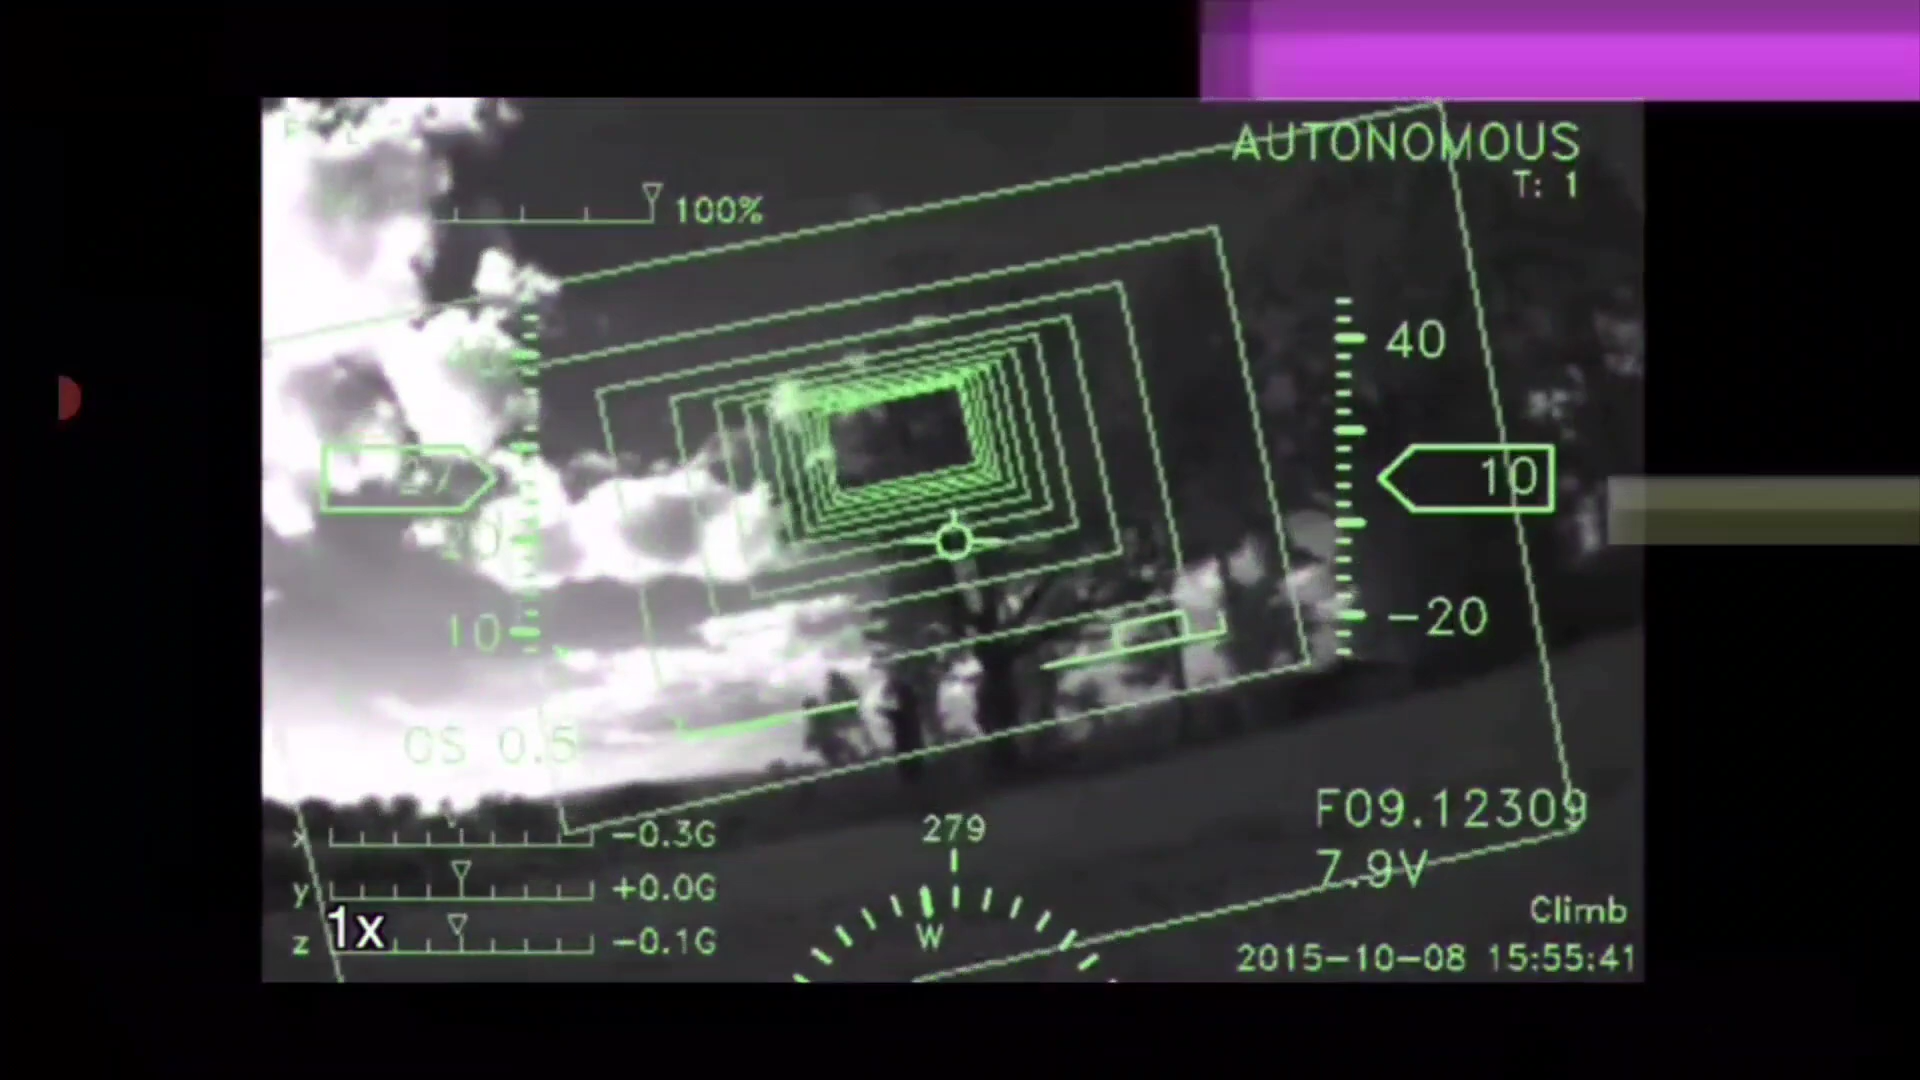 AUTONOMOUS
T: 1
100%
40
27
10
20
-20
10
GS 0.5
F09.12309
7.9V
x -0.3G
279
y +0.0G
1x
z -0.1G
W
Climb
2015-10-08 15:55:41